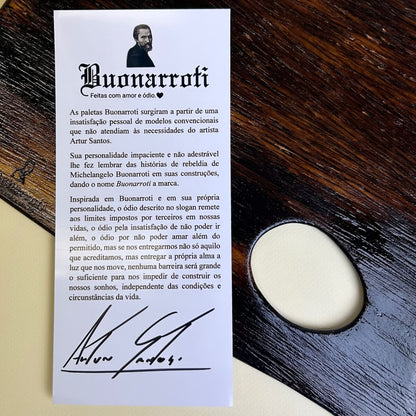 Buonarroti
Feitas com amor e ódio.🖤
As paletas Buonarroti surgiram a partir de uma
insatisfação pessoal de modelos convencionais
que não atendiam às necesidades do artista
Artur Santos.
Sua personalidade impaciente e não adestrável
lhe fez lembrar das histórias de rebeldia de
Michelangelo Buonarroti em suas construções,
dando o nome Buonarroti a marca.
Inspirada em Buonarroti e em sua própria
personalidade, o ódio descrito no slogan remete
aos limites impostos por terceiros em nossas
vidas, o ódio pela insatisfação de não poder ir
além, o ódio por não poder amar além do
permitido, mas se nos entregarmos não só aquilo
que acreditamos, mas entregar a própria alma a
luz que nos move, nenhuma barreira será grande
o suficiente para nos impedir de construir os
nossos sonhos, independente das condições e
circunstâncias da vida.
Artur Santos.